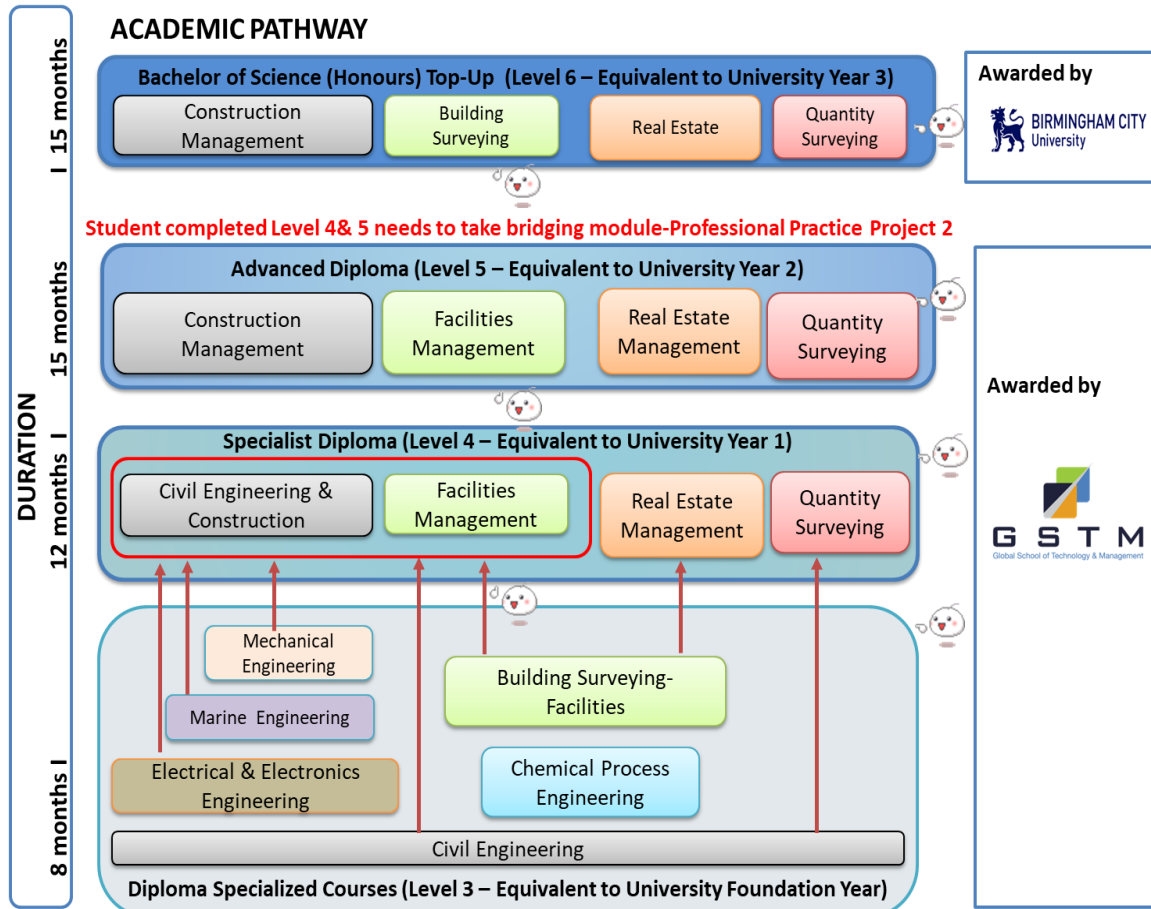 ACADEMIC PATHWAY
Bachelor of Science (Honours) Top-Up (Level 6 – Equivalent to University Year 3)
Construction
Management
Building
Surveying
Real Estate
Quantity
Surveying
Awarded by
BIRMINGHAM CITY
University
Student completed Level 4& 5 needs to take bridging module-Professional Practice Project 2
Advanced Diploma (Level 5 – Equivalent to University Year 2)
Construction
Management
Facilities
Management
Real Estate
Management
Quantity
Surveying
Specialist Diploma (Level 4 – Equivalent to University Year 1)
Civil Engineering &
Construction
Facilities
Management
Real Estate
Management
Quantity
Surveying
Awarded by
G S T M
Global School of Technology & Management
Mechanical
Engineering
Marine Engineering
Electrical & Electronics
Engineering
Building Surveying-
Facilities
Chemical Process
Engineering
Civil Engineering
Diploma Specialized Courses (Level 3 – Equivalent to University Foundation Year)
DURATION
8 months I 12 months I 15 months I 15 months